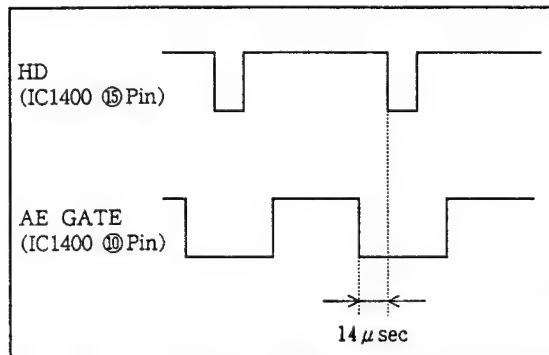 HD
(IC1400 ⑮Pin)
AE GATE
(IC1400 ⑩Pin)
14μsec